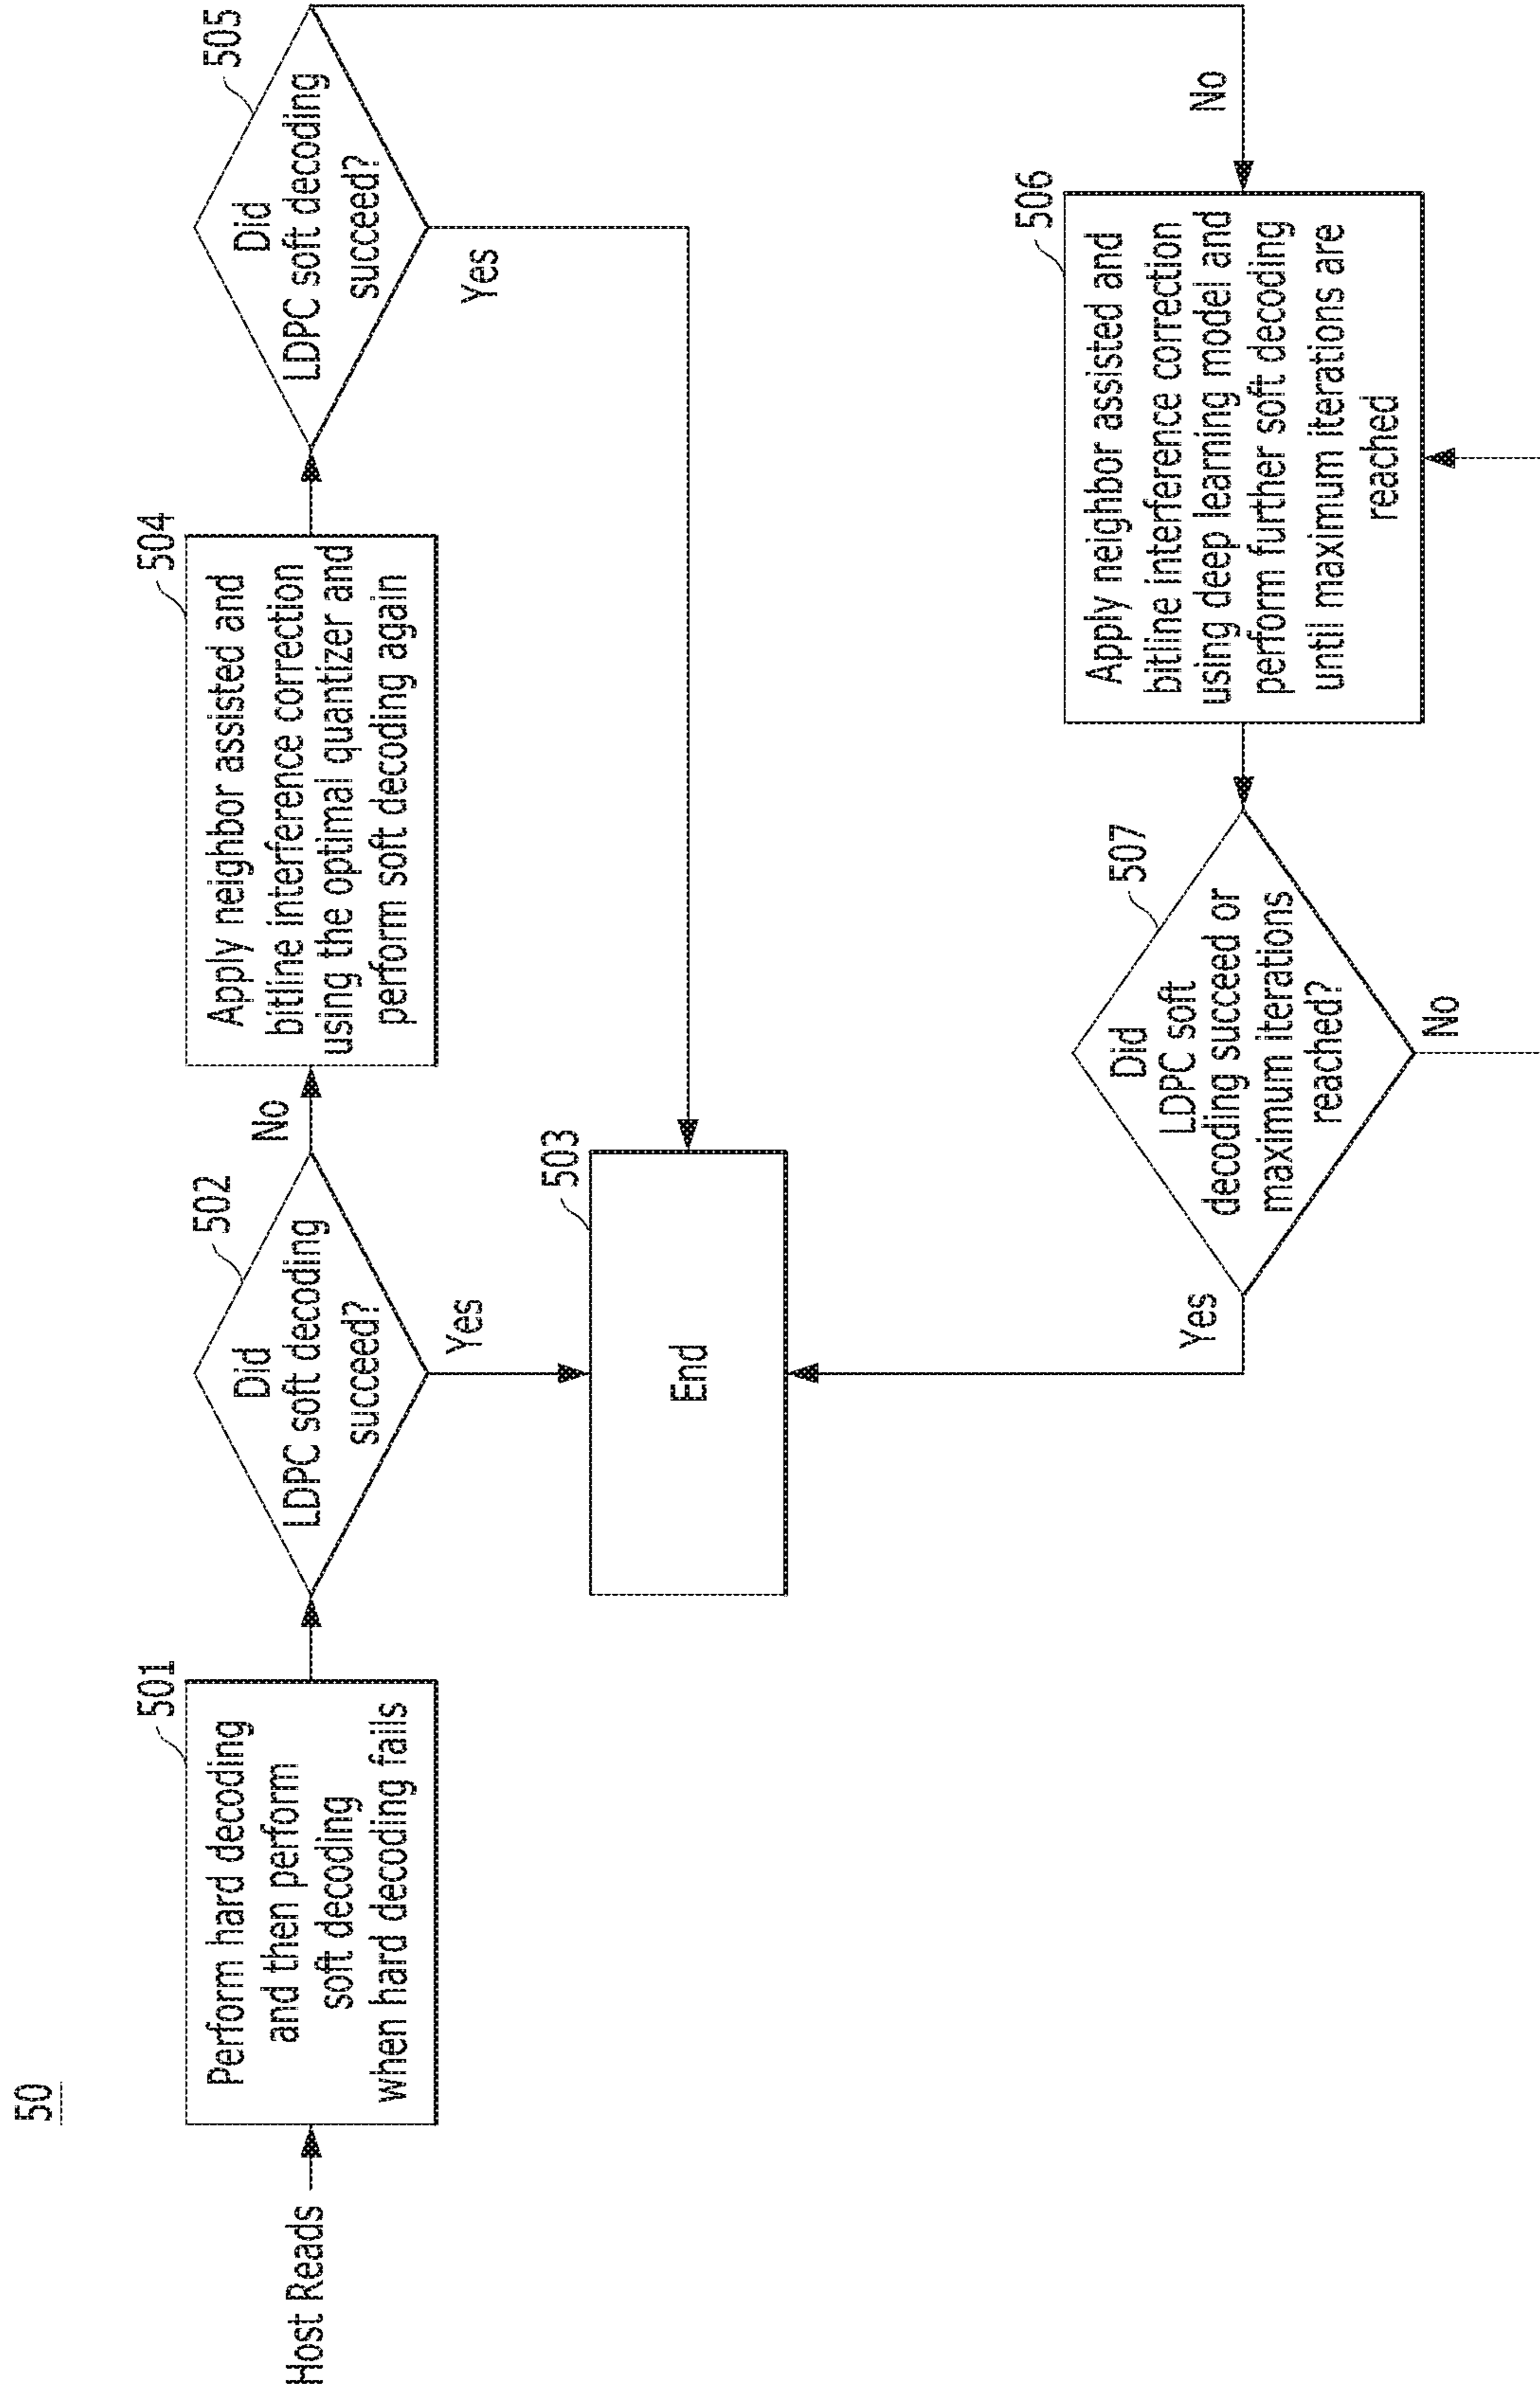 50
Host Reads
501
Perform hard decoding
and then perform
soft decoding
when hard decoding fails
502
Did
LDPC soft decoding
succeed?
No
Yes
503
End
504
Apply neighbor assisted and
bitline interference correction
using the optimal quantizer and
perform soft decoding again
505
Did
LDPC soft decoding
succeed?
Yes
No
506
Apply neighbor assisted and
bitline interference correction
using deep learning model and
perform further soft decoding
until maximum iterations are
reached
507
Did
LDPC soft
decoding succeed or
maximum iterations
reached?
Yes
No